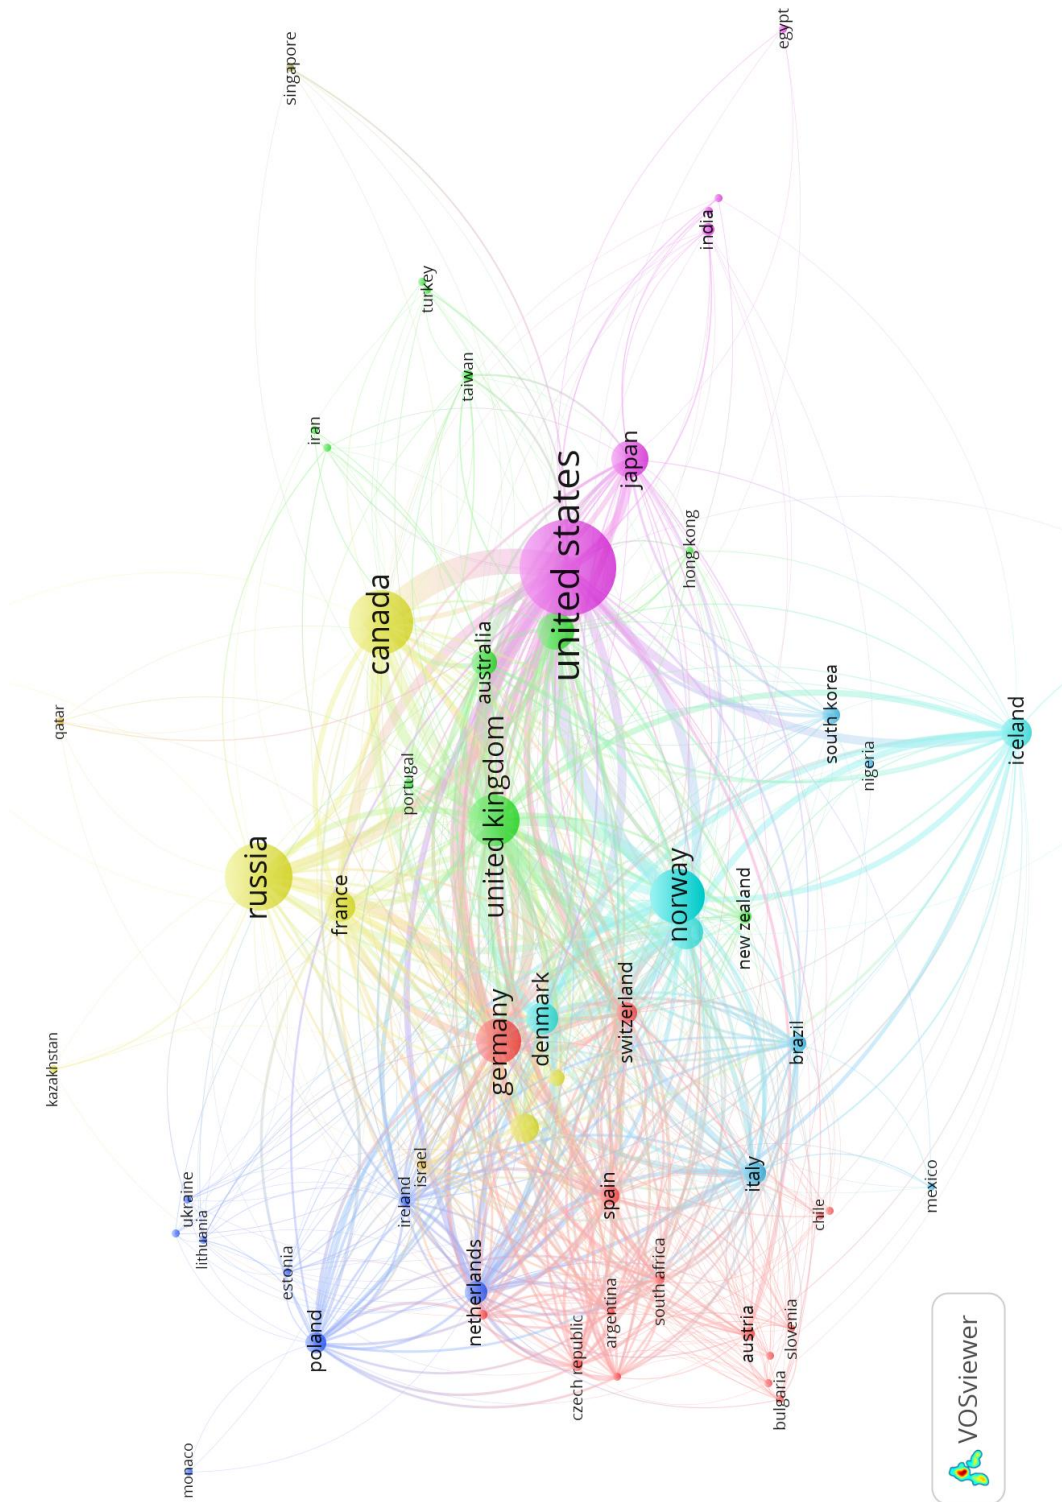 kazakhstan
qatar
monaco
ukraine
lithuania
russia
estonia
singapore
iran
poland
france
canada
ireland
portugal
israel
turkey
taiwan
netherlands
australia
united kingdom
germany
denmark
united states
czech republic
spain
argentina
switzerland
japan
south africa
norway
hong kong
india
new zealand
austria
italy
bulgaria
egypt
slovenia
brazil
chile
south korea
nigeria
mexico
VOSviewer
iceland